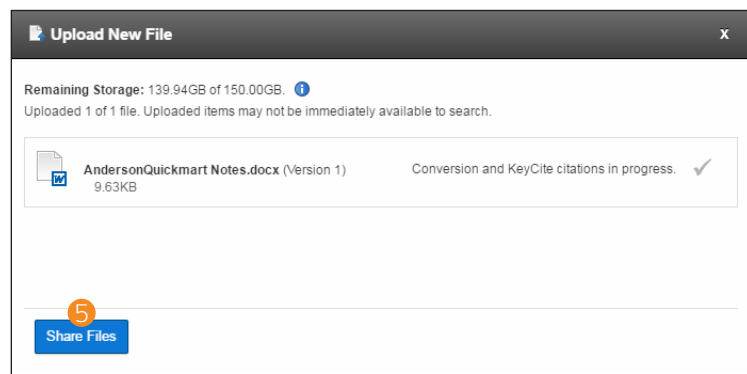 Upload New File X
Remaining Storage: 139.94GB of 150.00GB. i
Uploaded 1 of 1 file. Uploaded items may not be immediately available to search.
AndersonQuickmart Notes.docx (Version 1) Conversion and KeyCite citations in progress.
W 9.63KB
5
Share Files